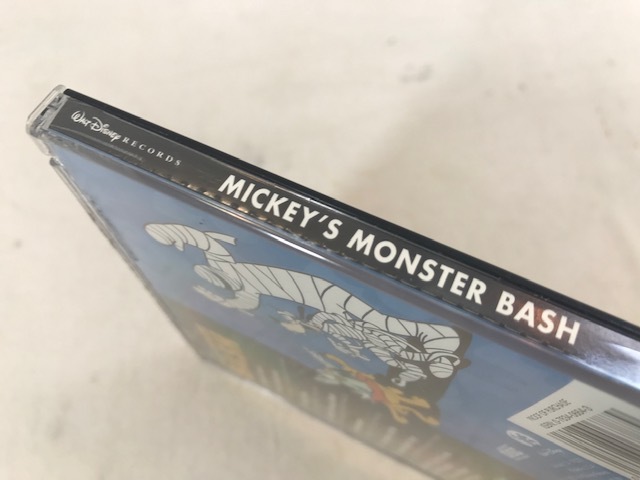 WALT DISNEY RECORDS
MICKEY'S MONSTER BASH